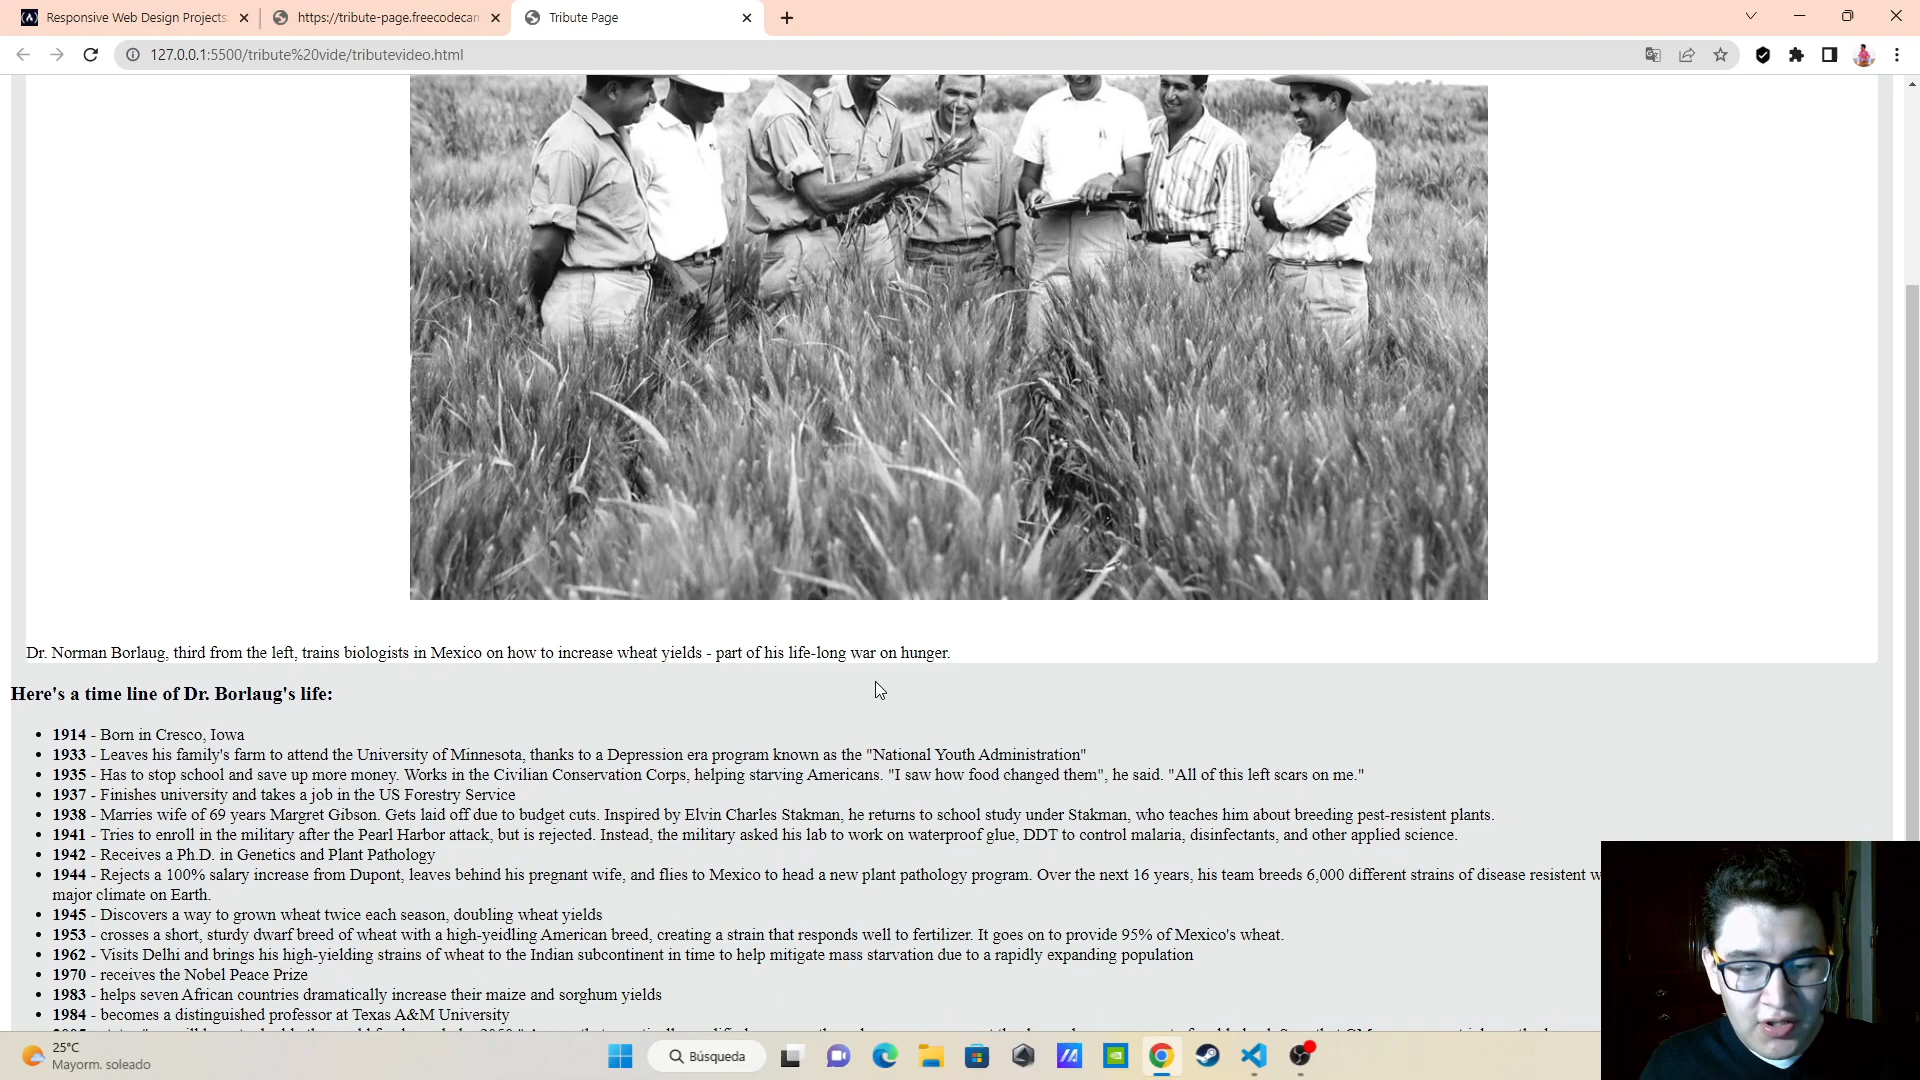 Responsive Web Design Projects
https://tribute-page.freecodecam
Tribute Page
127.0.0.1:5500/tribute%20vide/tributevideo.html
Dr. Norman Borlaug, third from the left, trains biologists in Mexico on how to increase wheat yields - part of his life-long war on hunger.
Here's a time line of Dr. Borlaug's life:
1914 - Born in Cresco, Iowa
1933 - Leaves his family's farm to attend the University of Minnesota, thanks to a Depression era program known as the "National Youth Administration"
1935 - Has to stop school and save up more money. Works in the Civilian Conservation Corps, helping starving Americans. "I saw how food changed them", he said. "All of this left scars on me."
1937 - Finishes university and takes a job in the US Forestry Service
1938 - Marries wife of 69 years Margret Gibson. Gets laid off due to budget cuts. Inspired by Elvin Charles Stakman, he returns to school study under Stakman, who teaches him about breeding pest-resistent plants.
1941 - Tries to enroll in the military after the Pearl Harbor attack, but is rejected. Instead, the military asked his lab to work on waterproof glue, DDT to control malaria, disinfectants, and other applied science.
1942 - Receives a Ph.D. in Genetics and Plant Pathology
1944 - Rejects a 100% salary increase from Dupont, leaves behind his pregnant wife, and flies to Mexico to head a new plant pathology program. Over the next 16 years, his team breeds 6,000 different strains of disease resistent w
major climate on Earth.
1945 - Discovers a way to grown wheat twice each season, doubling wheat yields
1953 - crosses a short, sturdy dwarf breed of wheat with a high-yeidling American breed, creating a strain that responds well to fertilizer. It goes on to provide 95% of Mexico's wheat.
1962 - Visits Delhi and brings his high-yielding strains of wheat to the Indian subcontinent in time to help mitigate mass starvation due to a rapidly expanding population
1970 - receives the Nobel Peace Prize
1983 - helps seven African countries dramatically increase their maize and sorghum yields
1984 - becomes a distinguished professor at Texas A&M University
25°C
Mayorm. soleado
Búsqueda